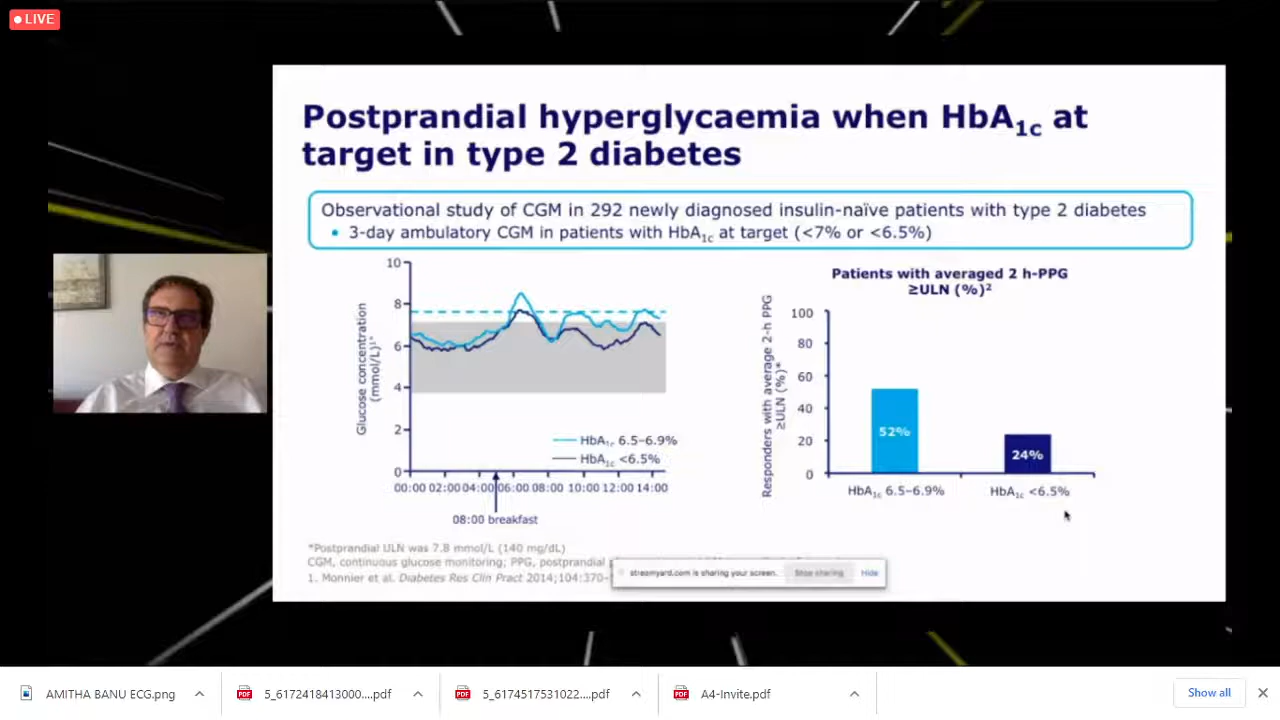 LIVE
Postprandial hyperglycaemia when HbA1c at
target in type 2 diabetes
Observational study of CGM in 292 newly diagnosed insulin-naïve patients with type 2 diabetes
• 3-day ambulatory CGM in patients with HbA1c at target (<7% or <6.5%)
Glucose concentration
(mmol/L)1*
10
8
6
4
2
0
HbA1c 6.5–6.9%
HbA1c <6.5%
00:00 02:00 04:00 06:00 08:00 10:00 12:00 14:00
08:00 breakfast
Patients with averaged 2 h-PPG
≥ULN (%)2
Responders with average 2-h PPG
≥ULN (%)*
100
80
60
40
20
0
52%
24%
HbA1c 6.5–6.9%
HbA1c <6.5%
*Postprandial ULN was 7.8 mmol/L (140 mg/dL)
CGM, continuous glucose monitoring; PPG, postprandial
1. Monnier et al. Diabetes Res Clin Pract 2014;104:370-
streamyard.com is sharing your screen.
Stop sharing
Hide
AMITHA BANU ECG.png
5_6172418413000....pdf
5_6174517531022....pdf
A4-Invite.pdf
Show all